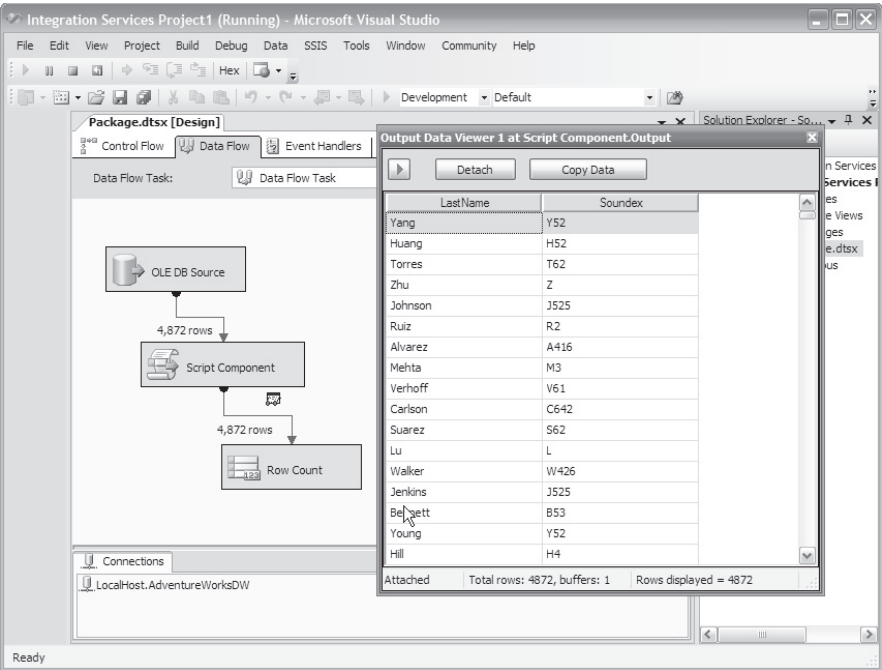 Integration Services Project1 (Running) - Microsoft Visual Studio
File Edit View Project Build Debug Data SSIS Tools Window Community Help
Hex
Development Default
Package.dtsx [Design]
Solution Explorer - So...
Control Flow Data Flow Event Handlers
Data Flow Task: Data Flow Task
OLE DB Source
4,872 rows
Script Component
4,872 rows
Row Count
123
Output Data Viewer 1 at Script Component.Output
Detach Copy Data
LastName Soundex
Yang Y52
Huang H52
Torres T62
Zhu Z
Johnson J525
Ruiz R2
Alvarez A416
Mehta M3
Verhoff V61
Carlson C642
Suarez S62
Lu L
Walker W426
Jenkins J525
Bennett B53
Young Y52
Hill H4
Attached Total rows: 4872, buffers: 1 Rows displayed = 4872
n Services
Services
es
e Views
ges
e.dtsx
us
Connections
LocalHost.AdventureWorksDW
Ready